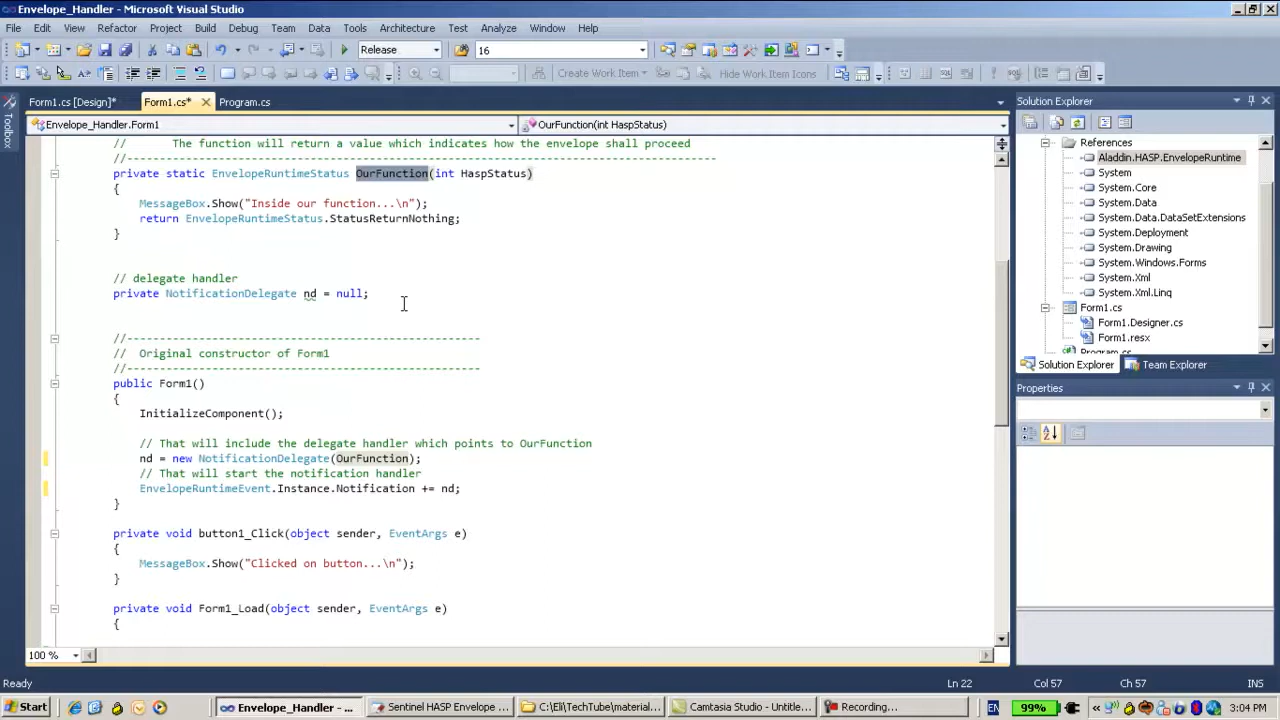 Envelope_Handler - Microsoft Visual Studio
File Edit View Refactor Project Build Debug Team Data Tools Architecture Test Analyze Window Help
Release 16
Create Work Item Hide Work Item Icons
Toolbox
Form1.cs [Design]* Form1.cs* Program.cs
Envelope_Handler.Form1 OurFunction(int HaspStatus)
// The function will return a value which indicates how the envelope shall proceed
//------------------------------------------------------------------------------------------
private static EnvelopeRuntimeStatus OurFunction(int HaspStatus)
{
MessageBox.Show("Inside our function...\n");
return EnvelopeRuntimeStatus.StatusReturnNothing;
}
// delegate handler
private NotificationDelegate nd = null;
//------------------------------------------------------
// Original constructor of Form1
//------------------------------------------------------
public Form1()
{
InitializeComponent();
// That will include the delegate handler which points to OurFunction
nd = new NotificationDelegate(OurFunction);
// That will start the notification handler
EnvelopeRuntimeEvent.Instance.Notification += nd;
}
private void button1_Click(object sender, EventArgs e)
{
MessageBox.Show("Clicked on button...\n");
}
private void Form1_Load(object sender, EventArgs e)
{
100 %
Solution Explorer
References
Aladdin.HASP.EnvelopeRuntime
System
System.Core
System.Data
System.Data.DataSetExtensions
System.Deployment
System.Drawing
System.Windows.Forms
System.Xml
System.Xml.Linq
Form1.cs
Form1.Designer.cs
Form1.resx
Program.cs
Solution Explorer Team Explorer
Properties
Ready Ln 22 Col 57 Ch 57 INS
Start Envelope_Handler - ... Sentinel HASP Envelope ... C:\Eli\TechTube\material... Camtasia Studio - Untitle... Recording... EN 99% 3:04 PM